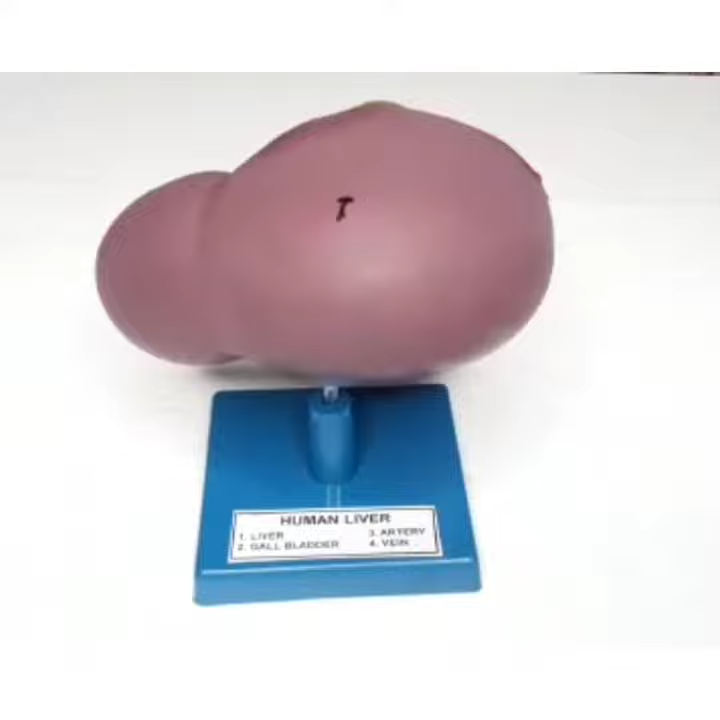 I
HUMAN LIVER
1. LIVER 3. ARTERY
2. GALL BLADDER 4. VEIN